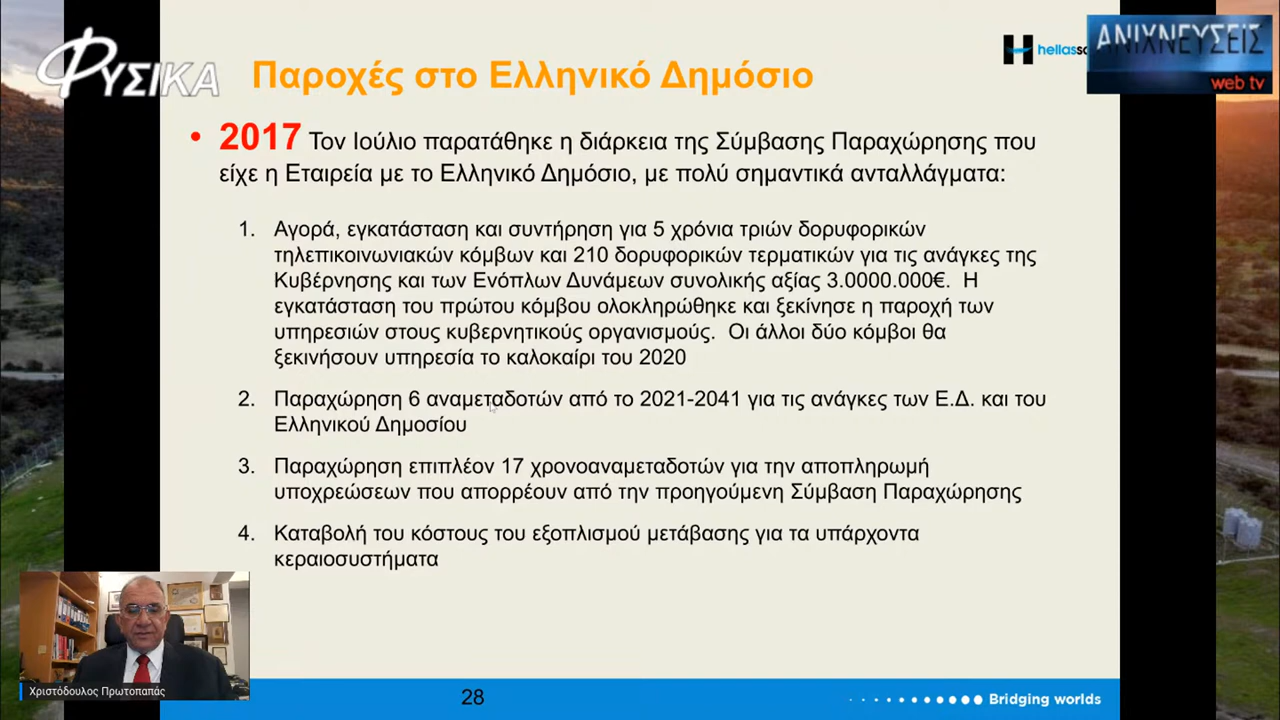 ΦΥΣΙΚΑ
Παροχές στο Ελληνικό Δημόσιο
hellassa
ΑΝΙΧΝΕΥΣΕΙΣ
web tv
• 2017 Τον Ιούλιο παρατάθηκε η διάρκεια της Σύμβασης Παραχώρησης που
είχε η Εταιρεία με το Ελληνικό Δημόσιο, με πολύ σημαντικά ανταλλάγματα:
1. Αγορά, εγκατάσταση και συντήρηση για 5 χρόνια τριών δορυφορικών
τηλεπικοινωνιακών κόμβων και 210 δορυφορικών τερματικών για τις ανάγκες της
Κυβέρνησης και των Ενόπλων Δυνάμεων συνολικής αξίας 3.0000.000€. Η
εγκατάσταση του πρώτου κόμβου ολοκληρώθηκε και ξεκίνησε η παροχή των
υπηρεσιών στους κυβερνητικούς οργανισμούς. Οι άλλοι δύο κόμβοι θα
ξεκινήσουν υπηρεσία το καλοκαίρι του 2020
2. Παραχώρηση 6 αναμεταδοτών από το 2021-2041 για τις ανάγκες των Ε.Δ. και του
Ελληνικού Δημοσίου
3. Παραχώρηση επιπλέον 17 χρονοαναμεταδοτών για την αποπληρωμή
υποχρεώσεων που απορρέουν από την προηγούμενη Σύμβαση Παραχώρησης
4. Καταβολή του κόστους του εξοπλισμού μετάβασης για τα υπάρχοντα
κεραιοσυστήματα
Χριστόδουλος Πρωτοπαπάς
28
Bridging worlds